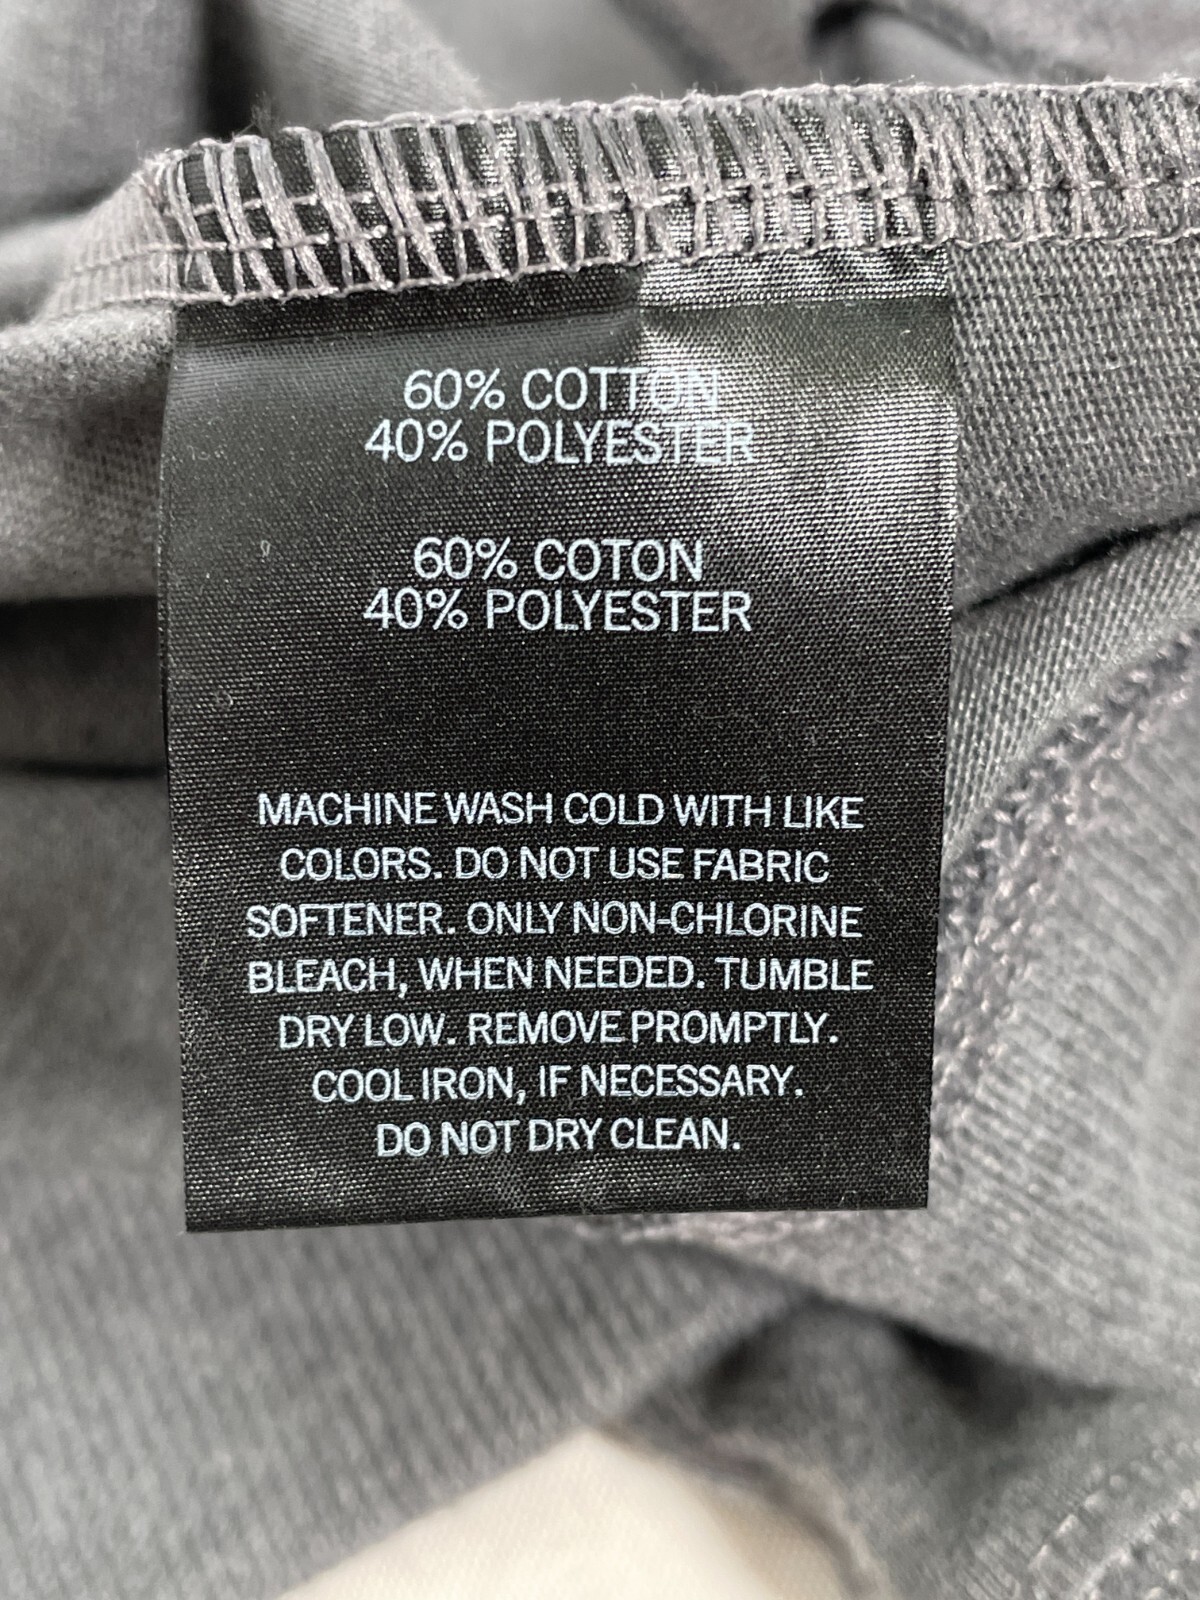 60% COTTON
40% POLYESTER
60% COTON
40% POLYESTER
MACHINE WASH COLD WITH LIKE
COLORS. DO NOT USE FABRIC
SOFTENER. ONLY NON-CHLORINE
BLEACH, WHEN NEEDED. TUMBLE
DRY LOW. REMOVE PROMPTLY.
COOL IRON, IF NECESSARY.
DO NOT DRY CLEAN.